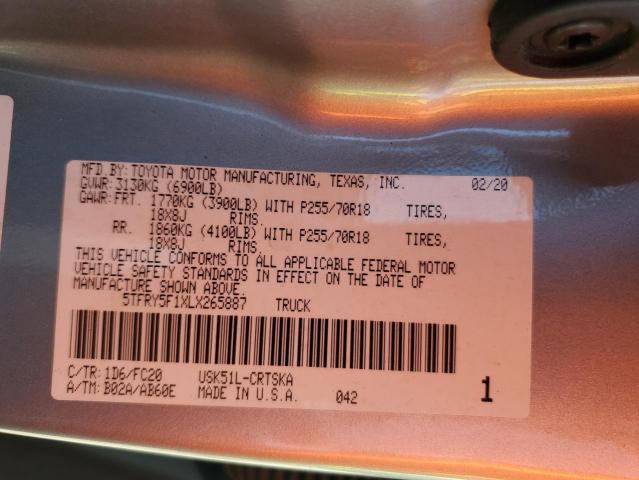 MFD.BY:TOYOTA MOTOR MANUFACTURING, TEXAS, INC. 02/20
GVWR:3130KG (6900LB)
GAWR:FRT. 1770KG (3900LB) WITH P255/70R18 TIRES,
18X8J RIMS.
RR. 1860KG (4100LB) WITH P255/70R18 TIRES,
18X8J RIMS.
THIS VEHICLE CONFORMS TO ALL APPLICABLE FEDERAL MOTOR
VEHICLE SAFETY STANDARDS IN EFFECT ON THE DATE OF
MANUFACTURE SHOWN ABOVE.
5TFRY5F1XLX265887 TRUCK
C/TR:1D6/FC20 USK51L-CRTSKA
A/TM:B02A/AB60E MADE IN U.S.A. 042 1